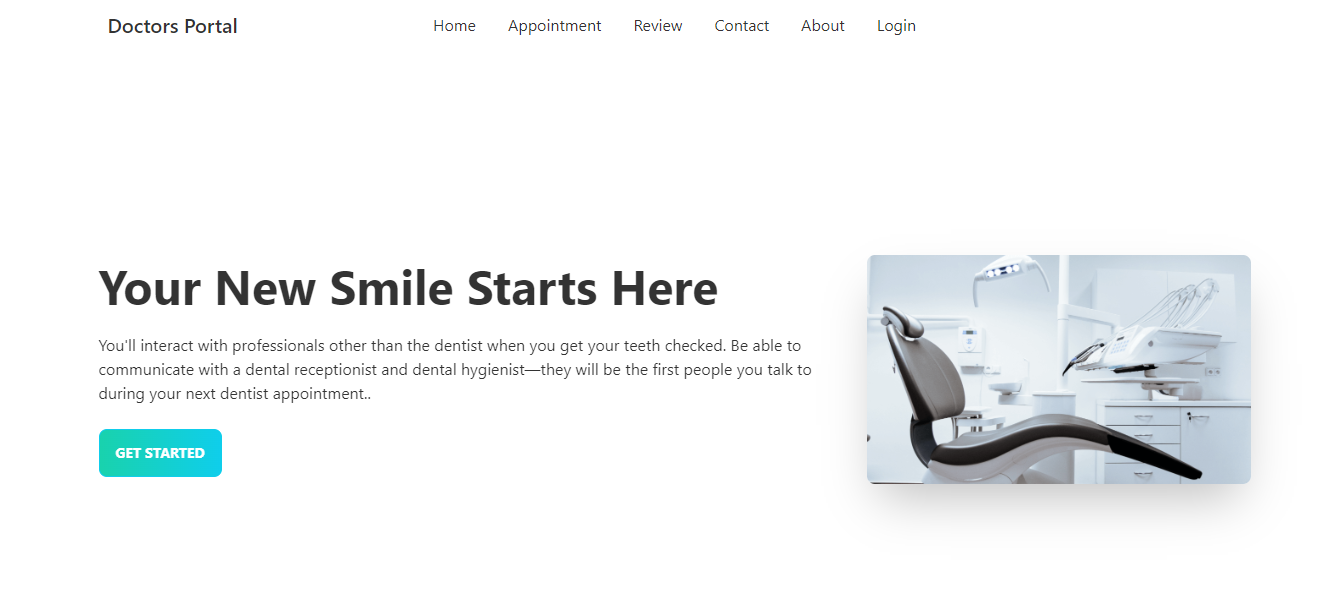 Doctors Portal
Home Appointment Review Contact About Login
Your New Smile Starts Here
You'll interact with professionals other than the dentist when you get your teeth checked. Be able to
communicate with a dental receptionist and dental hygienist—they will be the first people you talk to
during your next dentist appointment..
GET STARTED